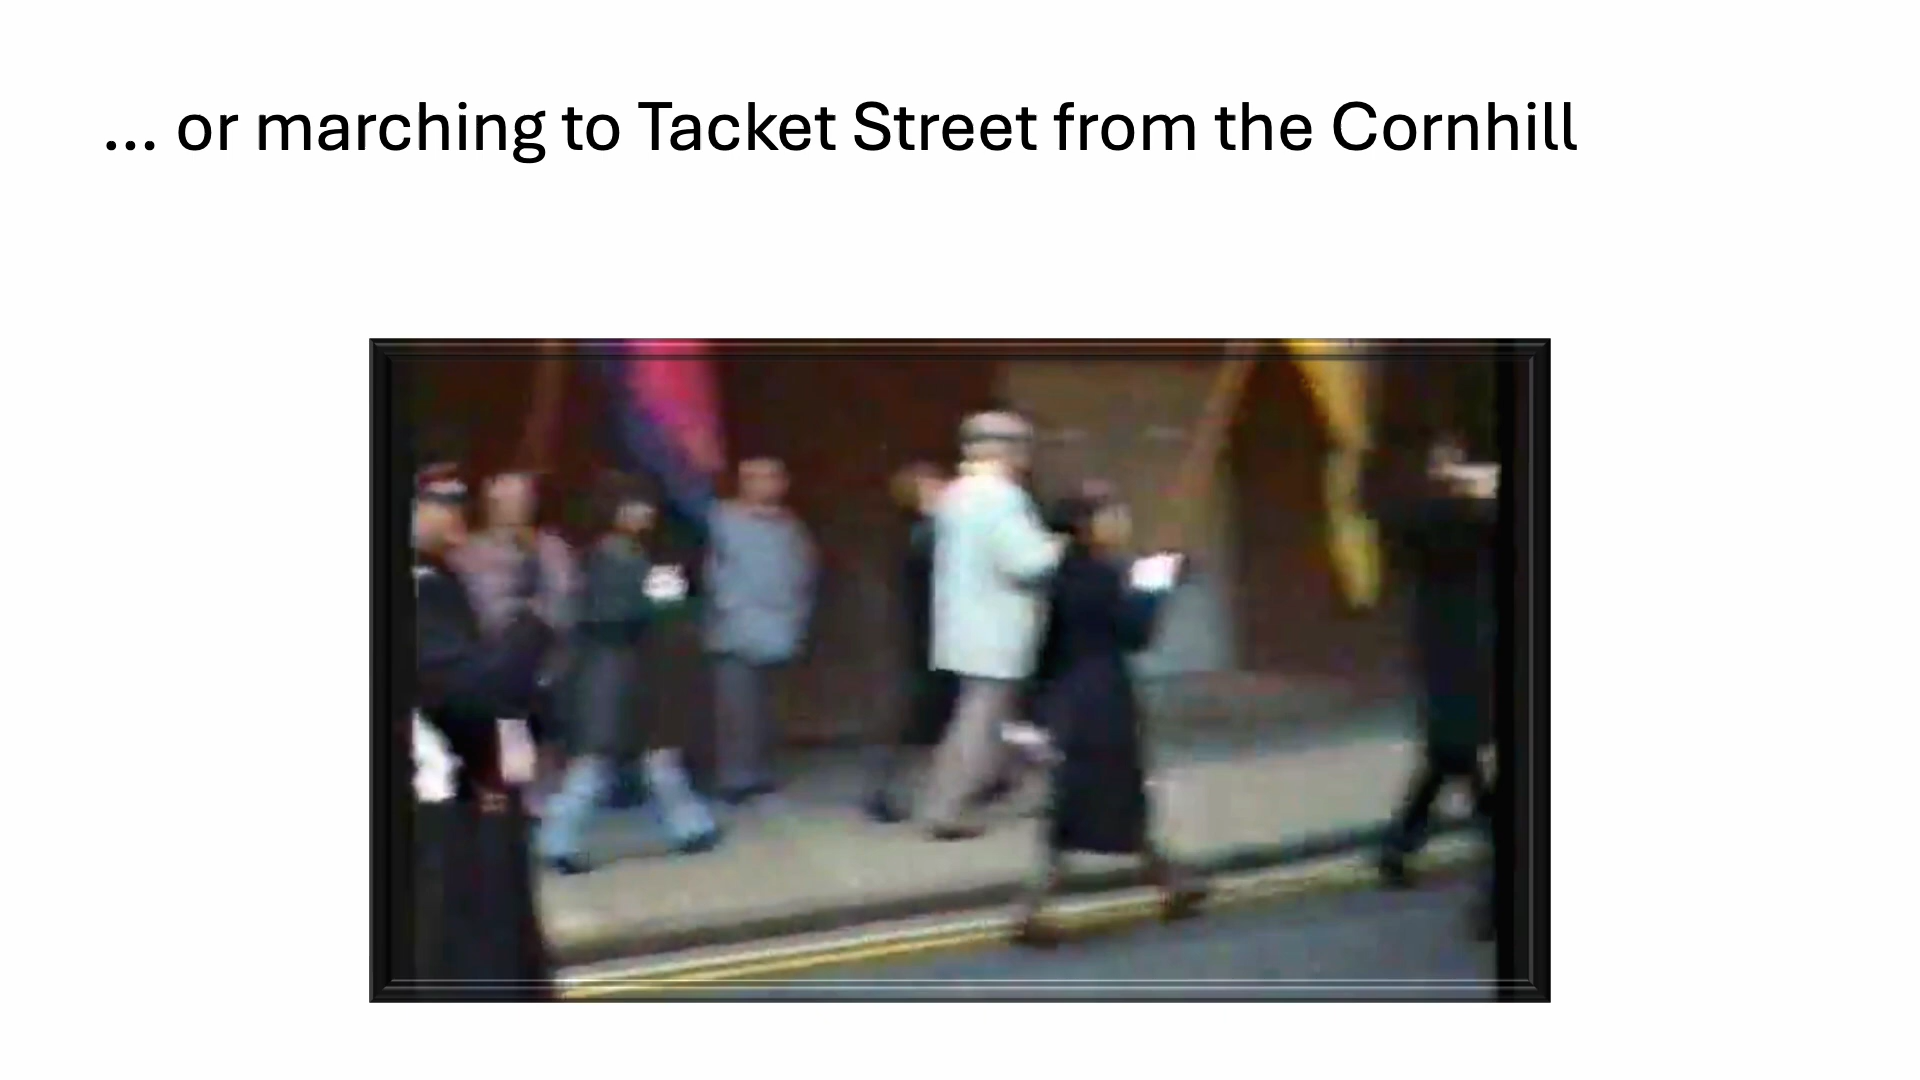 ... or marching to Tacket Street from the Cornhill